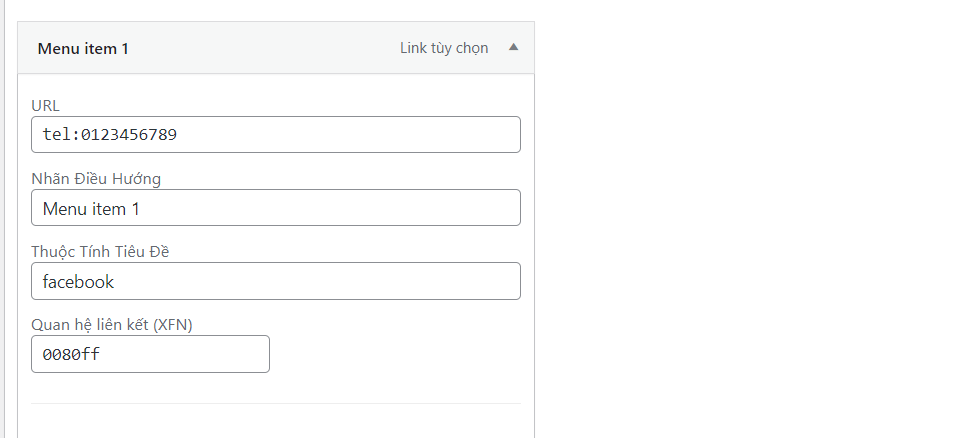 Menu item 1 Link tùy chọn
URL
tel:0123456789
Nhãn Điều Hướng
Menu item 1
Thuộc Tính Tiêu Đề
facebook
Quan hệ liên kết (XFN)
0080ff